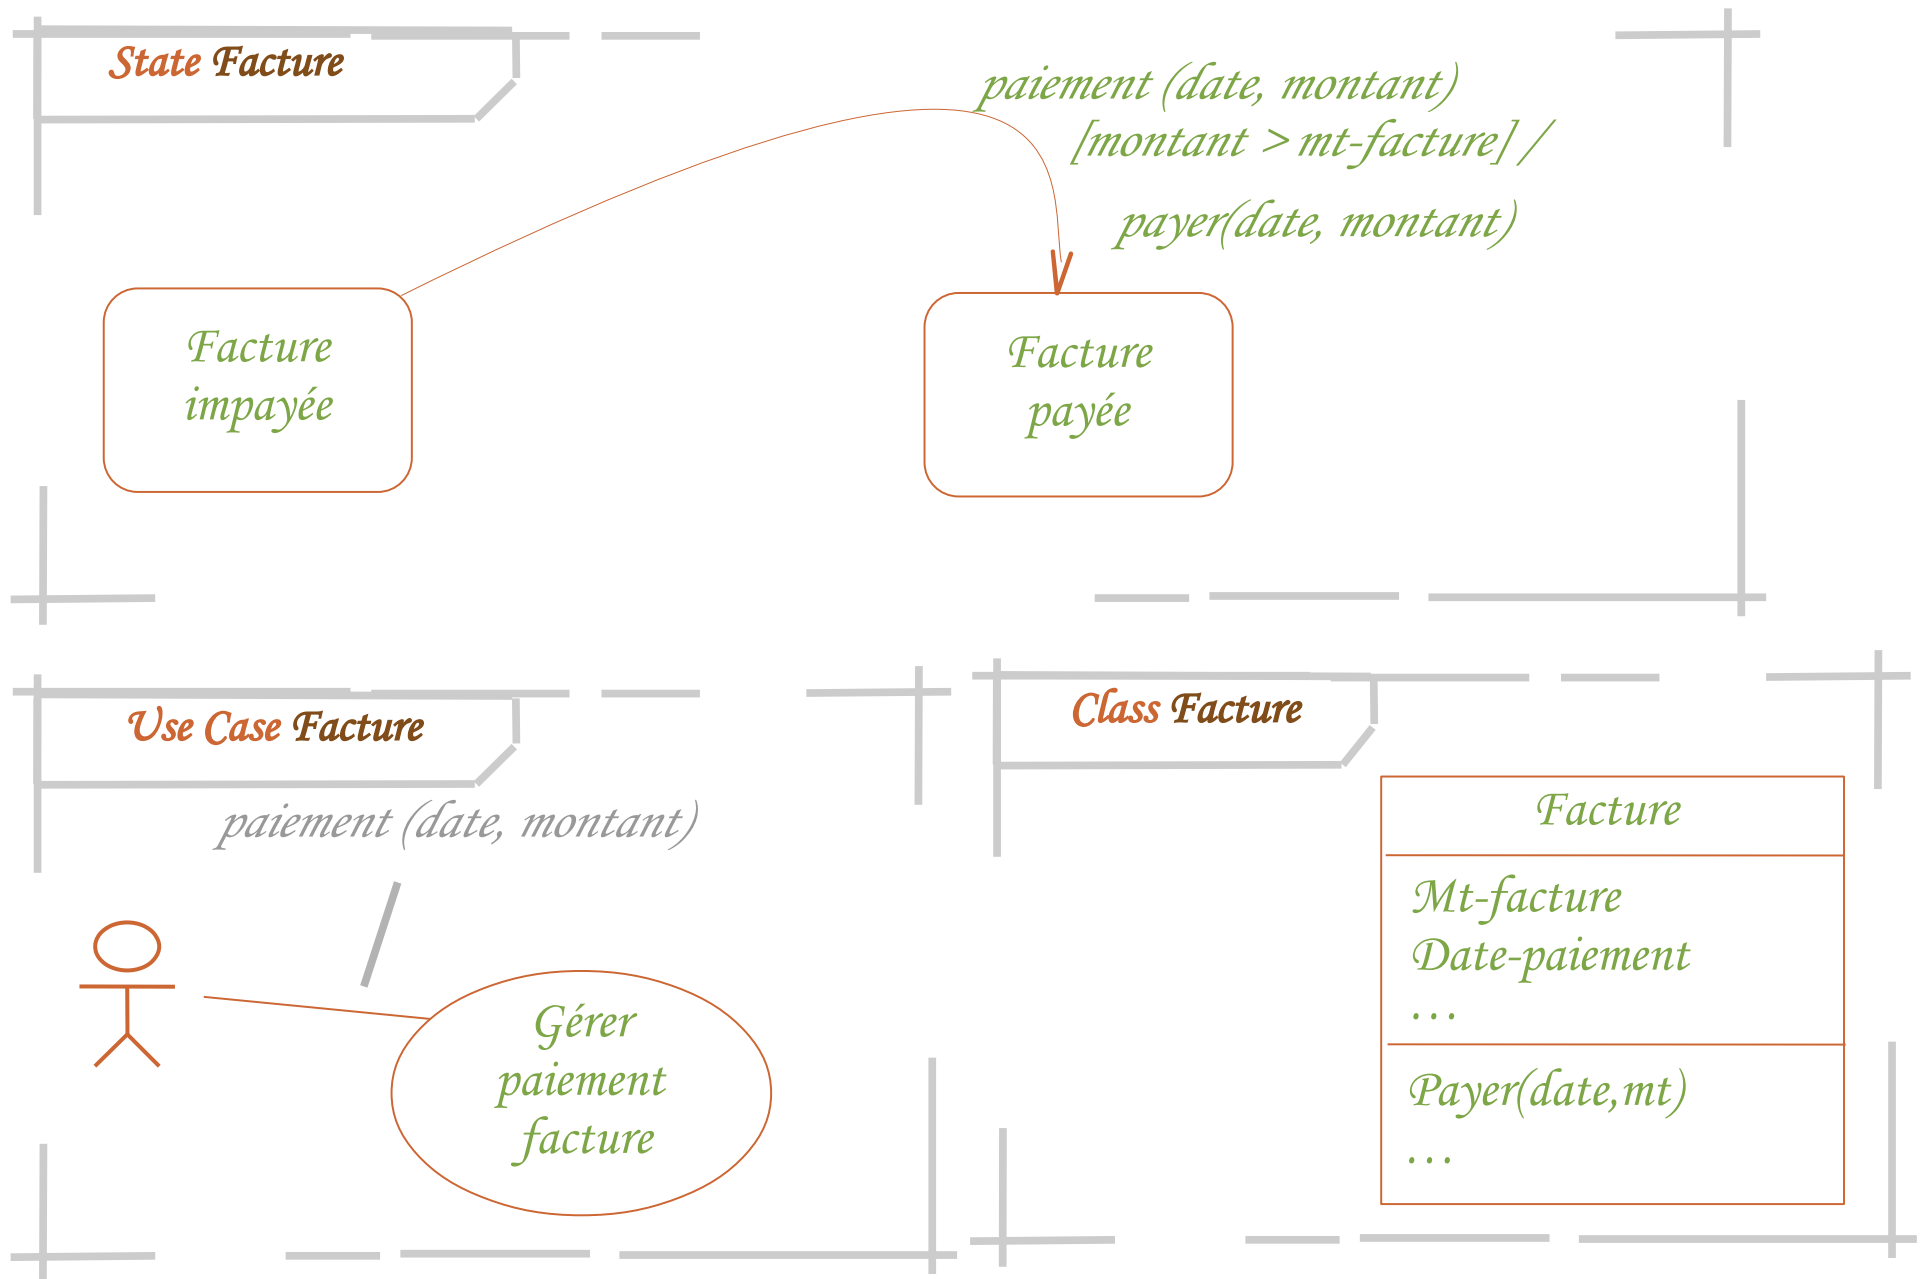 State Facture
paiement (date, montant)
[montant > mt-facture] /
payer(date, montant)
Facture
impayée
Facture
payée
Use Case Facture
paiement (date, montant)
Gérer
paiement
facture
Class Facture
Facture
Mt-facture
Date-paiement
...
Payer(date,mt)
...